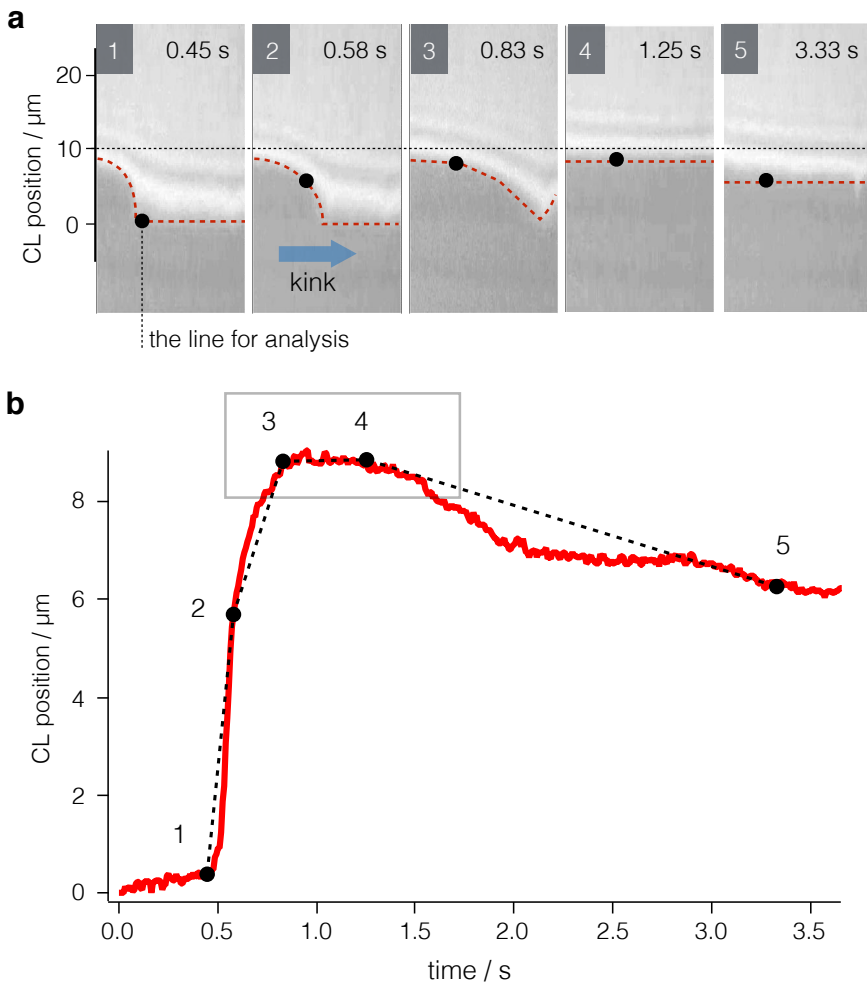 a
1 0.45 s
2 0.58 s
3 0.83 s
4 1.25 s
5 3.33 s
CL position / µm
20
10
0
kink
the line for analysis
b
CL position / µm
8
6
4
2
0
1
2
3
4
5
0.0 0.5 1.0 1.5 2.0 2.5 3.0 3.5
time / s